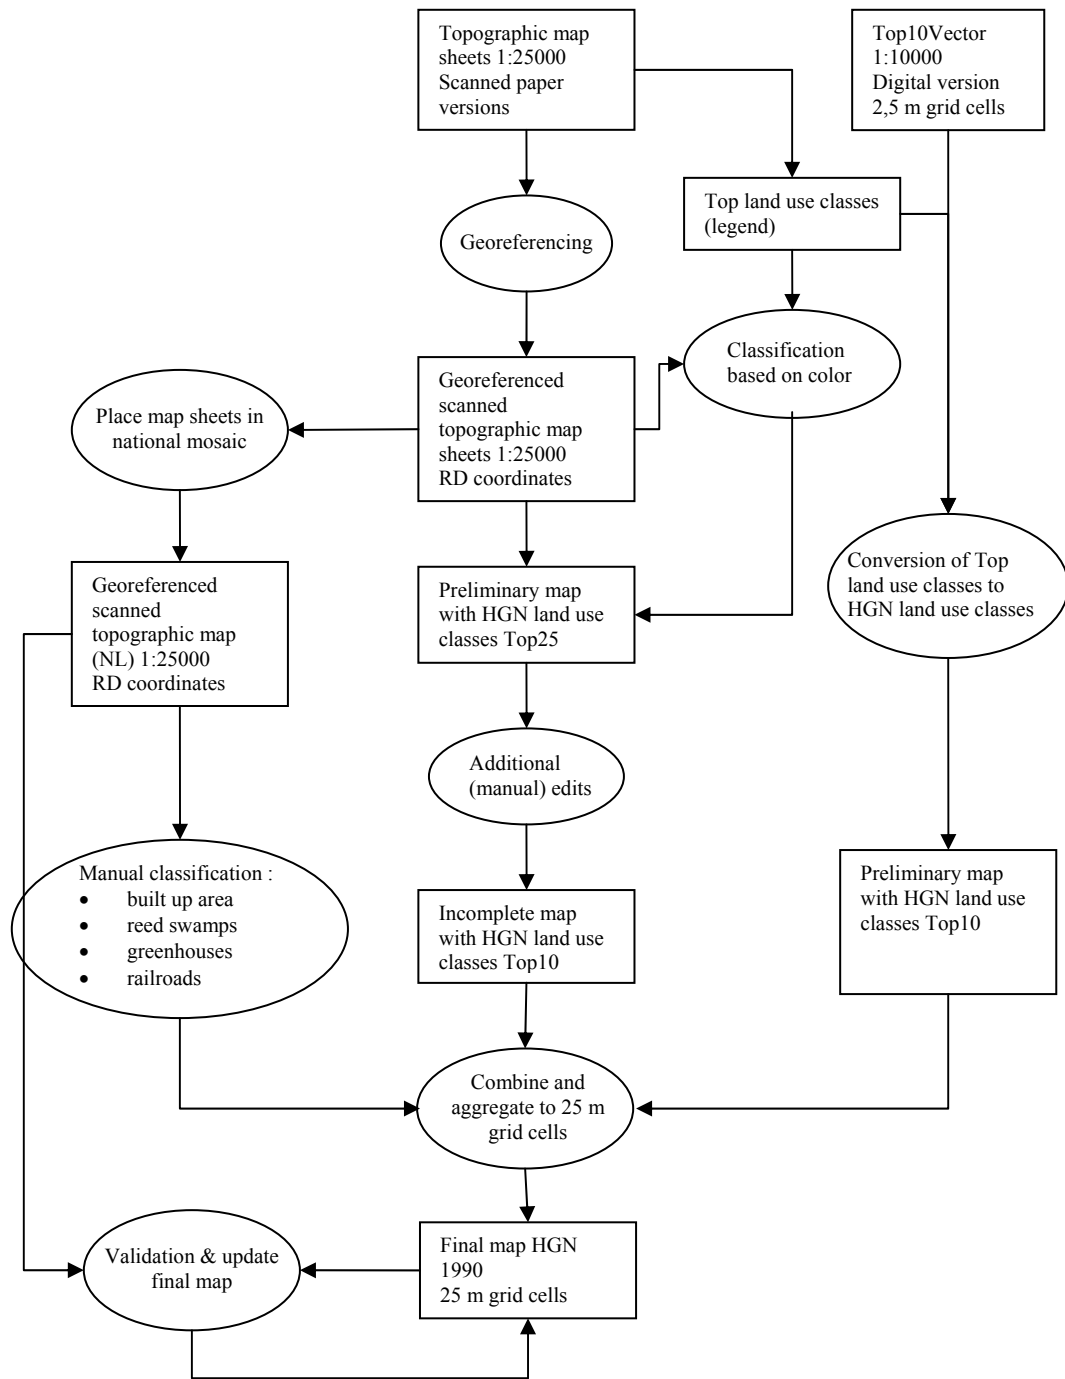 Topographic map
sheets 1:25000
Scanned paper
versions
Top10Vector
1:10000
Digital version
2,5 m grid cells
Top land use classes
(legend)
Georeferencing
Classification
based on color
Georeferenced
scanned
topographic map
sheets 1:25000
RD coordinates
Place map sheets in
national mosaic
Conversion of Top
land use classes to
HGN land use classes
Georeferenced
scanned
topographic map
(NL) 1:25000
RD coordinates
Preliminary map
with HGN land use
classes Top25
Additional
(manual) edits
Manual classification :
• built up area
• reed swamps
• greenhouses
• railroads
Incomplete map
with HGN land use
classes Top10
Preliminary map
with HGN land use
classes Top10
Combine and
aggregate to 25 m
grid cells
Validation & update
final map
Final map HGN
1990
25 m grid cells